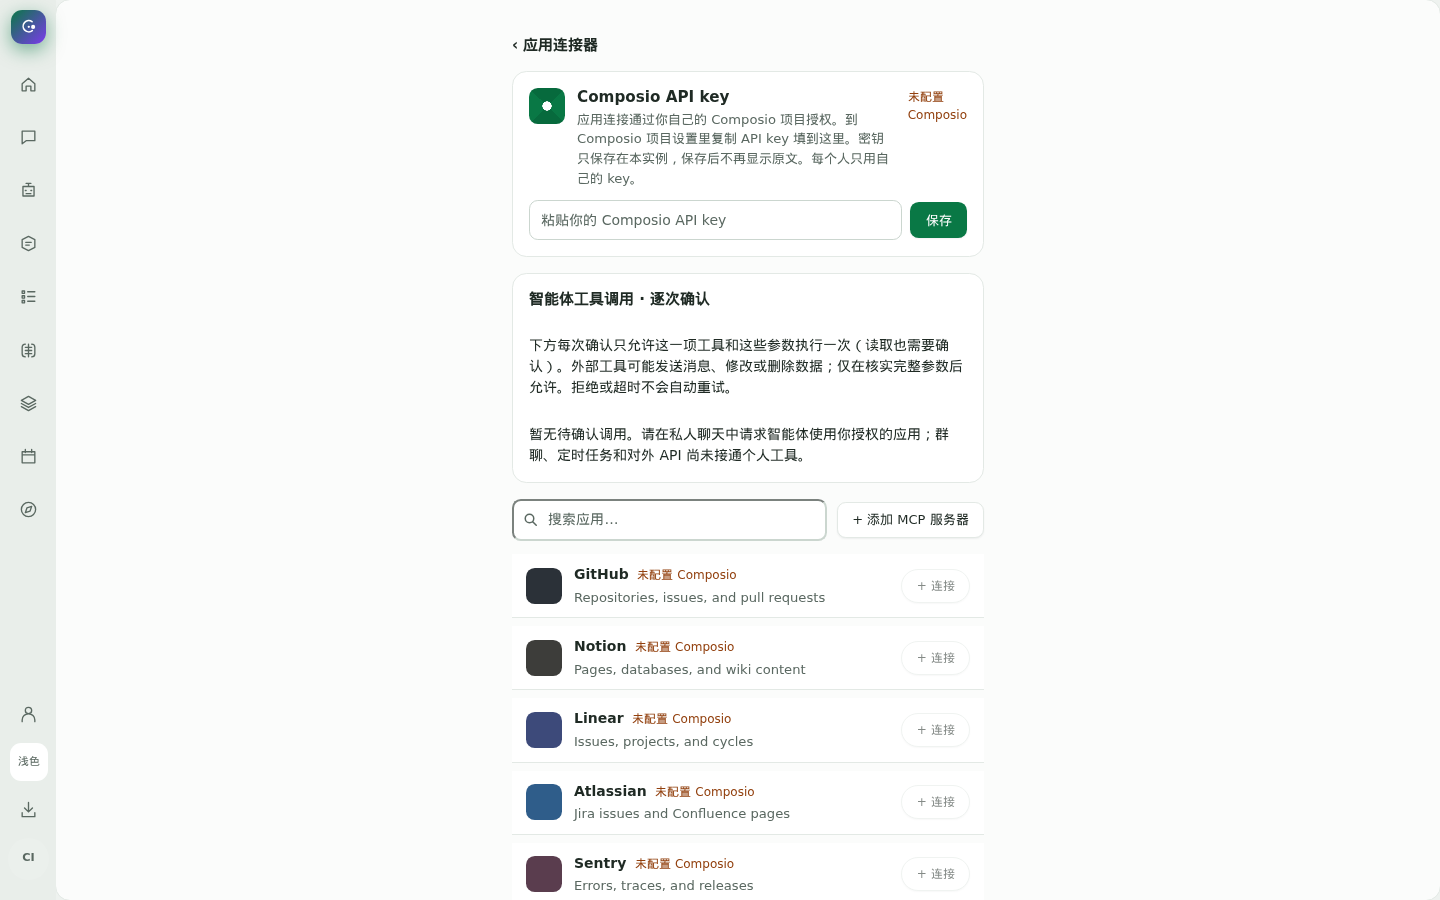 ‹ 应用连接器
Composio API key
未配置
Composio
应用连接通过你自己的 Composio 项目授权。到
Composio 项目设置里复制 API key 填到这里。密钥
只保存在本实例，保存后不再显示原文。每个人只用自
己的 key。
粘贴你的 Composio API key
保存
智能体工具调用 · 逐次确认
下方每次确认只允许这一项工具和这些参数执行一次（读取也需要确
认）。外部工具可能发送消息、修改或删除数据；仅在核实完整参数后
允许。拒绝或超时不会自动重试。
暂无待确认调用。请在私人聊天中请求智能体使用你授权的应用；群
聊、定时任务和对外 API 尚未接通个人工具。
搜索应用...
+ 添加 MCP 服务器
GitHub 未配置 Composio
Repositories, issues, and pull requests
+ 连接
Notion 未配置 Composio
Pages, databases, and wiki content
+ 连接
Linear 未配置 Composio
Issues, projects, and cycles
+ 连接
Atlassian 未配置 Composio
Jira issues and Confluence pages
+ 连接
Sentry 未配置 Composio
Errors, traces, and releases
+ 连接
浅色
CI